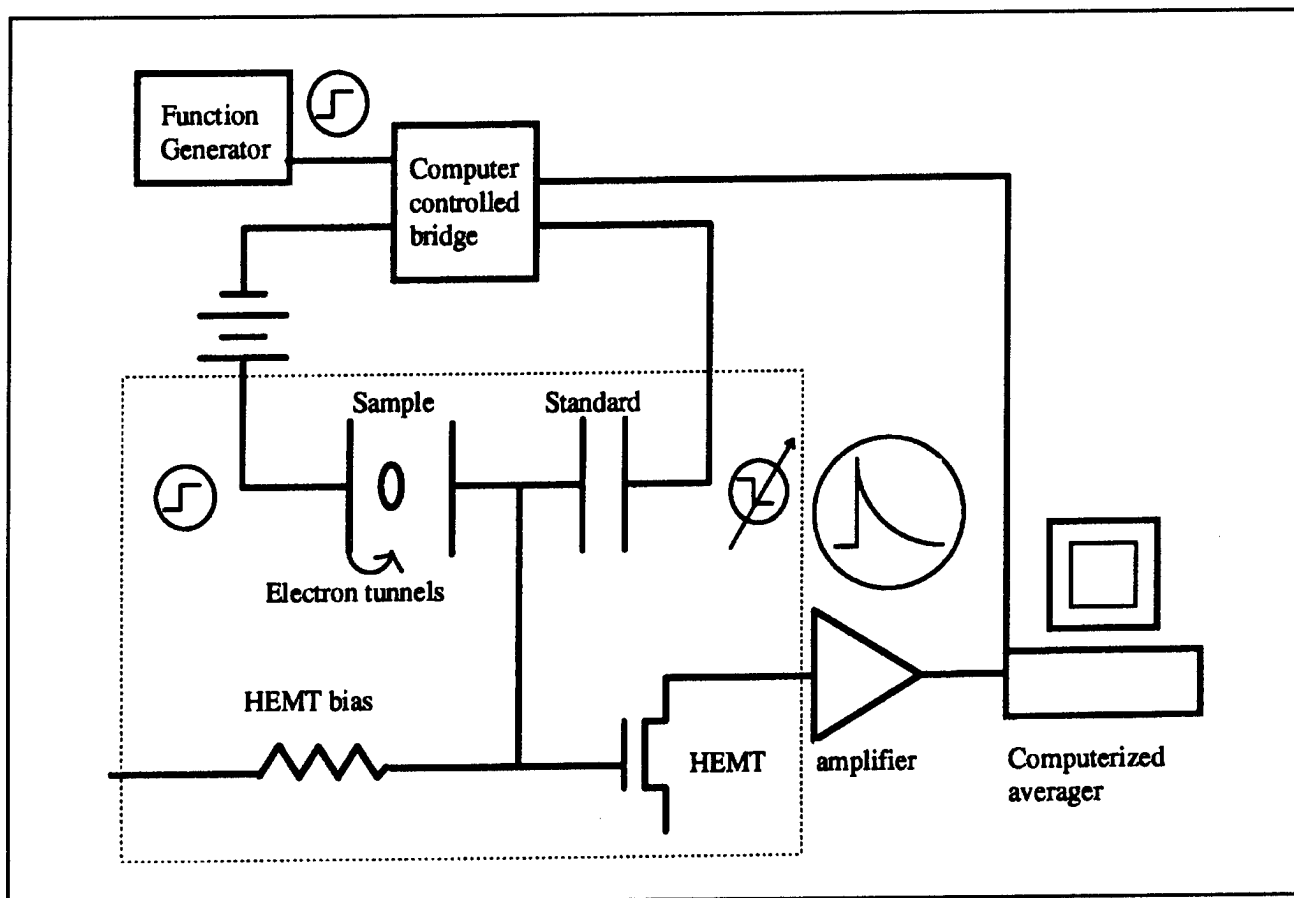 Function
Generator
Computer
controlled
bridge
Sample
Standard
Electron tunnels
HEMT bias
HEMT
amplifier
Computerized
averager